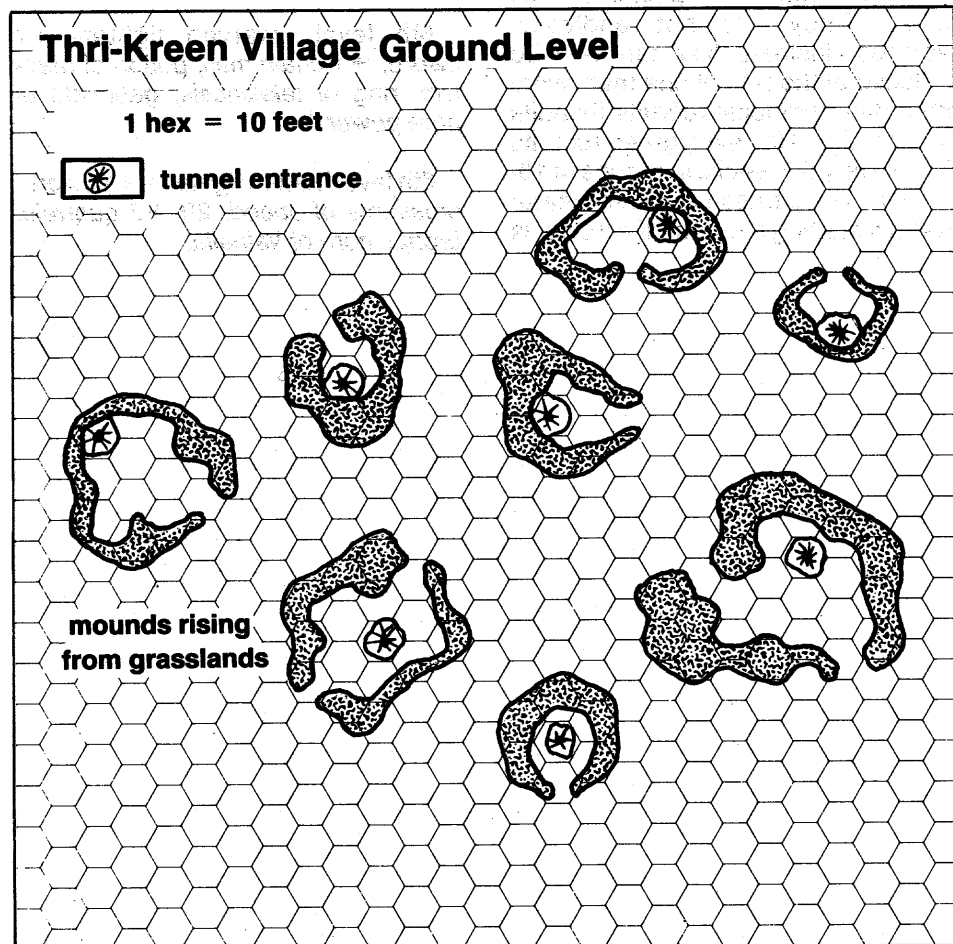 Thri-Kreen Village Ground Level
1 hex = 10 feet
tunnel entrance
mounds rising
from grasslands